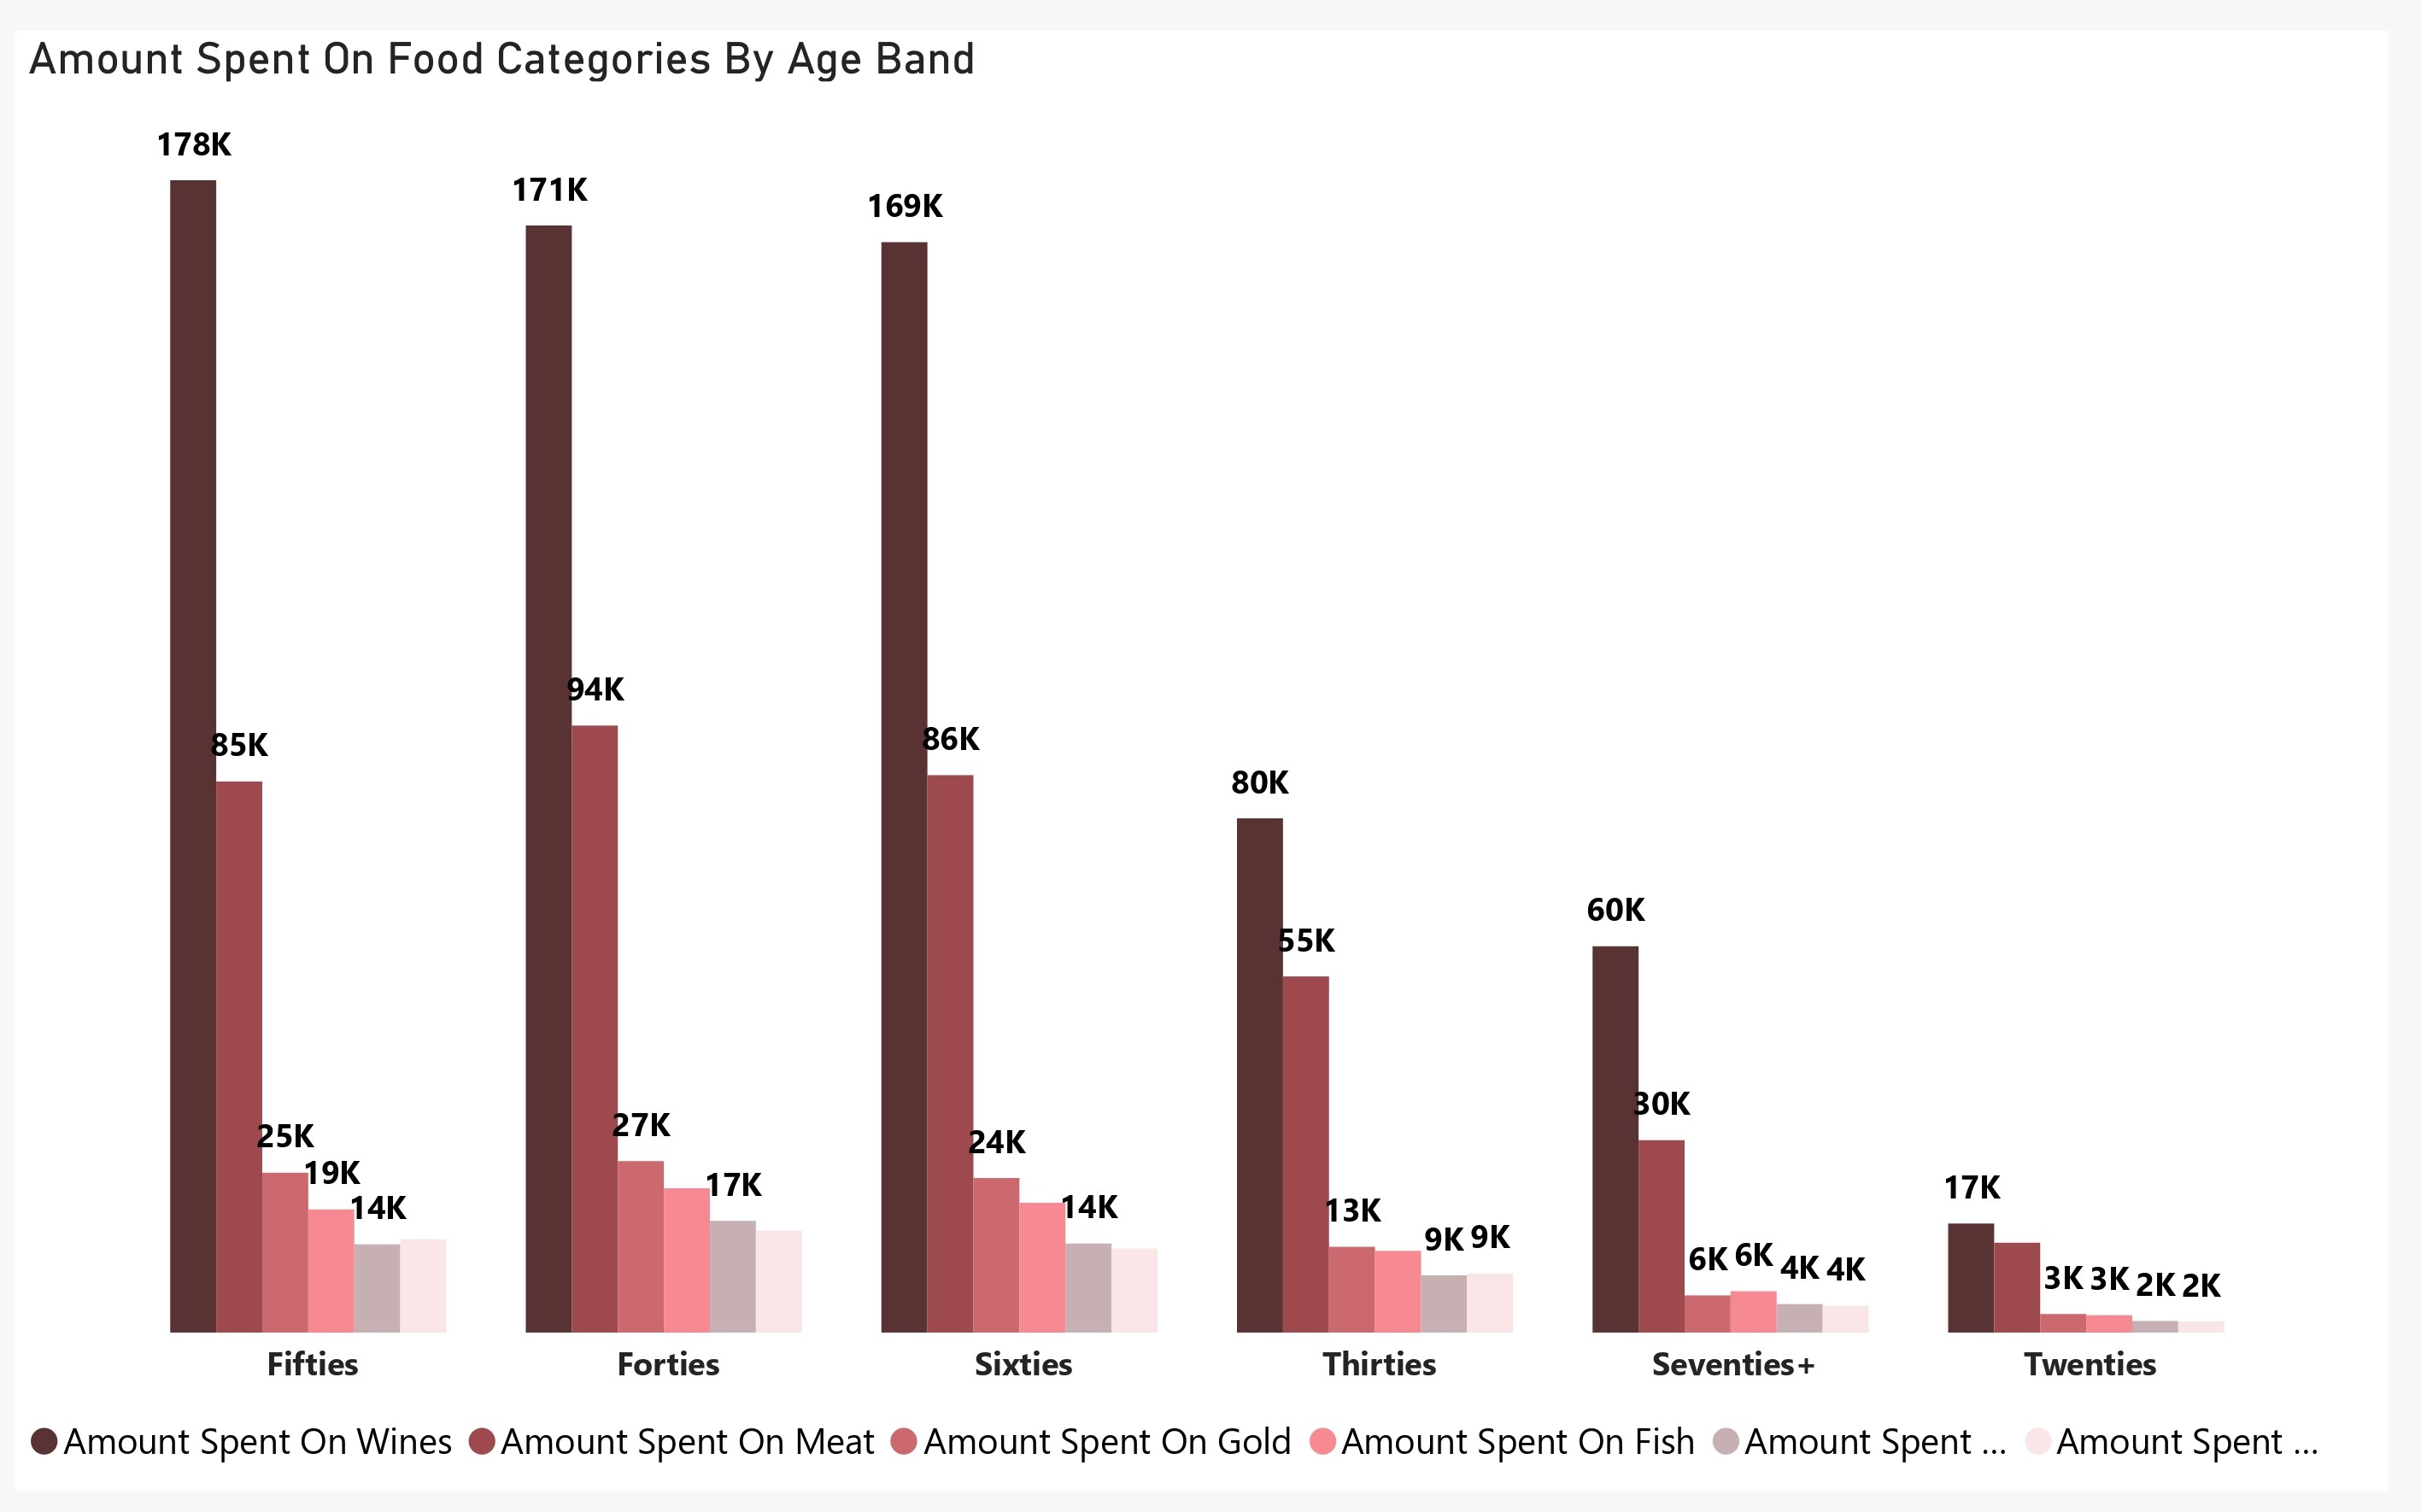 Amount Spent On Food Categories By Age Band
178K
171K
169K
94K
85K
86K
80K
55K
60K
30K
25K
19K
14K
27K
17K
24K
14K
13K
9K 9K
6K 6K 4K 4K
17K
3K 3K 2K 2K
Fifties Forties Sixties Thirties Seventies+ Twenties
Amount Spent On Wines Amount Spent On Meat Amount Spent On Gold Amount Spent On Fish Amount Spent ... Amount Spent ...